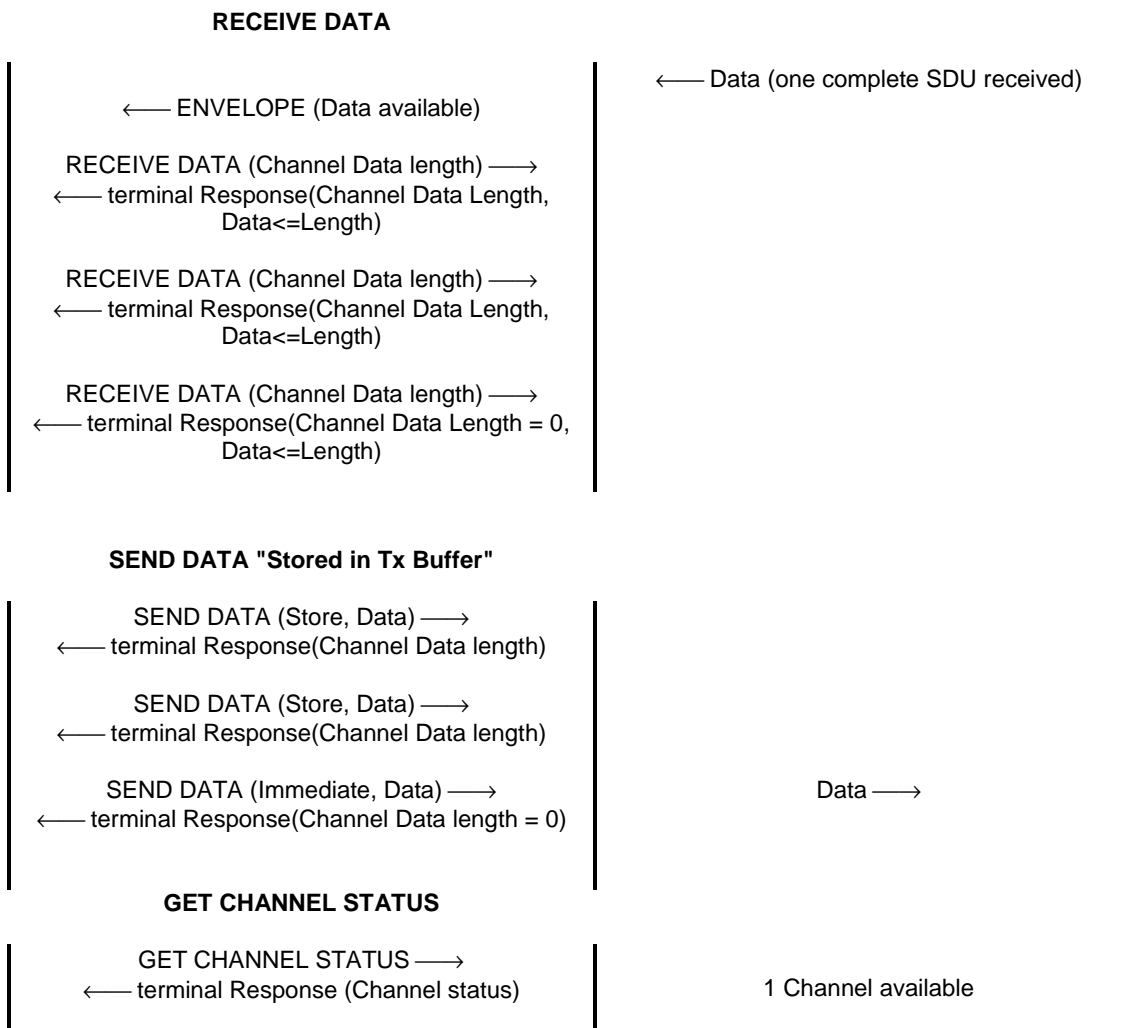 RECEIVE DATA
←⎯⎯ Data (one complete SDU received)
←⎯⎯ ENVELOPE (Data available)
RECEIVE DATA (Channel Data length) ⎯⎯→
←⎯⎯ terminal Response(Channel Data Length,
Data<=Length)
RECEIVE DATA (Channel Data length) ⎯⎯→
←⎯⎯ terminal Response(Channel Data Length,
Data<=Length)
RECEIVE DATA (Channel Data length) ⎯⎯→
←⎯⎯ terminal Response(Channel Data Length = 0,
Data<=Length)
SEND DATA "Stored in Tx Buffer"
SEND DATA (Store, Data) ⎯⎯→
←⎯⎯ terminal Response(Channel Data length)
SEND DATA (Store, Data) ⎯⎯→
←⎯⎯ terminal Response(Channel Data length)
SEND DATA (Immediate, Data) ⎯⎯→
Data ⎯⎯→
←⎯⎯ terminal Response(Channel Data length = 0)
GET CHANNEL STATUS
GET CHANNEL STATUS ⎯⎯→
←⎯⎯ terminal Response (Channel status)
1 Channel available